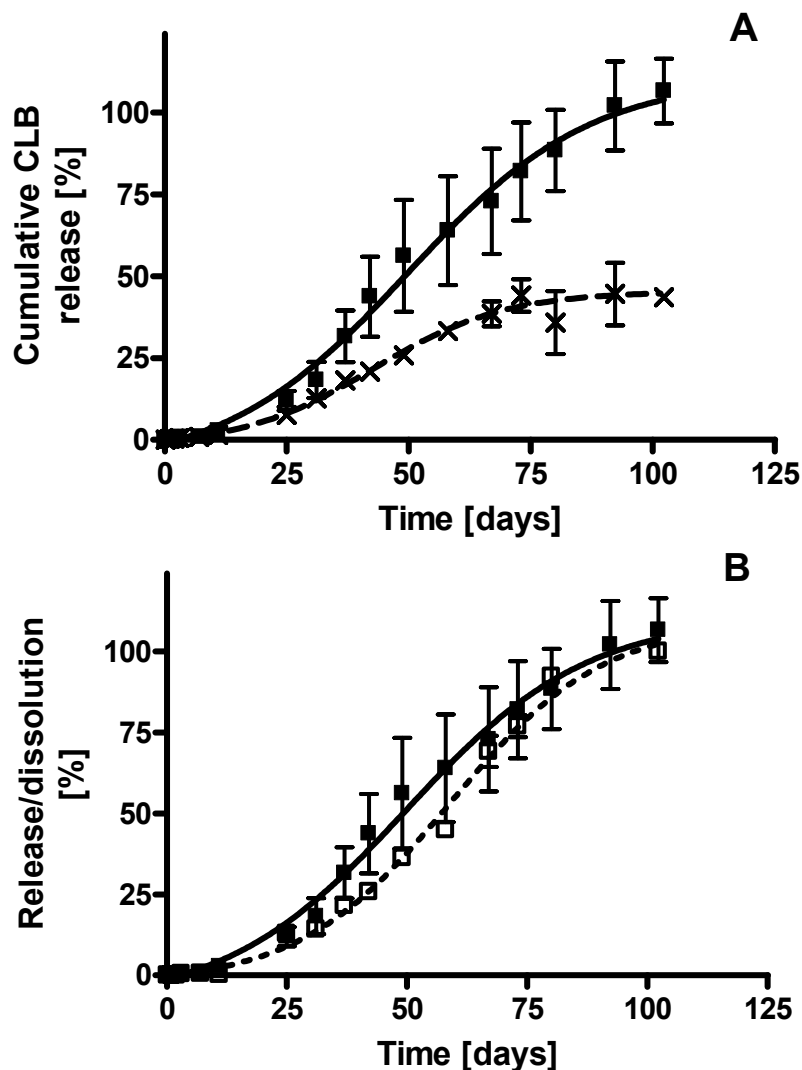 A
Cumulative CLB
release [%]
100
75
50
25
0
0 25 50 75 100 125
Time [days]
B
Release/dissolution
[%]
100
75
50
25
0
0 25 50 75 100 125
Time [days]